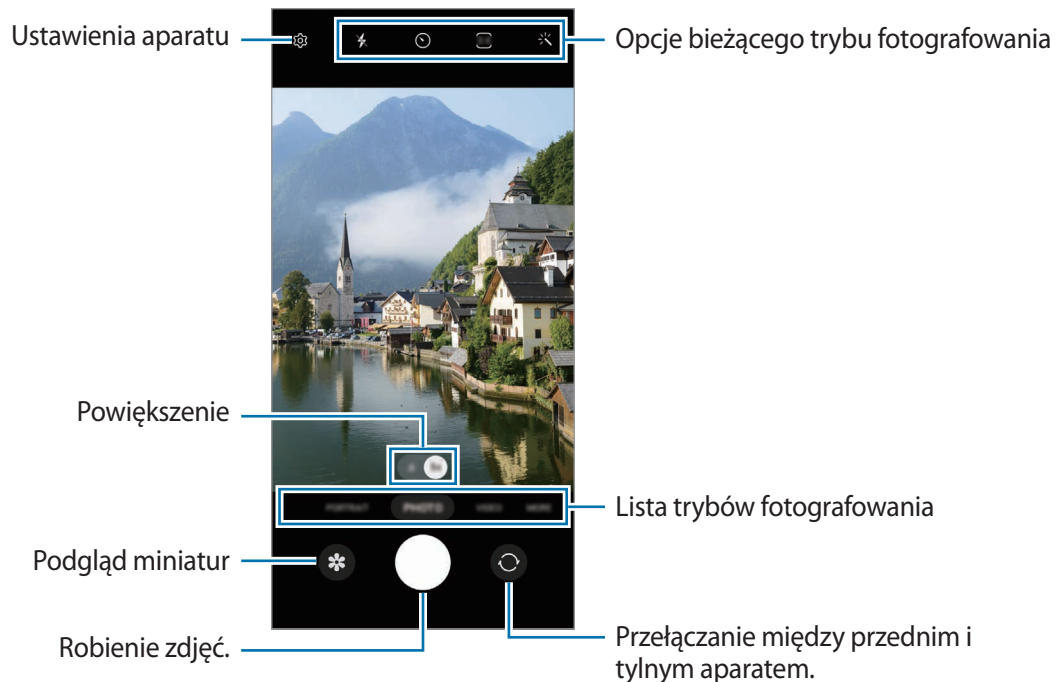 Ustawienia aparatu
Opcje bieżącego trybu fotografowania
Powiększenie
PORTRAIT PHOTO VIDEO MORE
Lista trybów fotografowania
Podgląd miniatur
Robienie zdjęć.
Przełączanie między przednim i
tylnym aparatem.